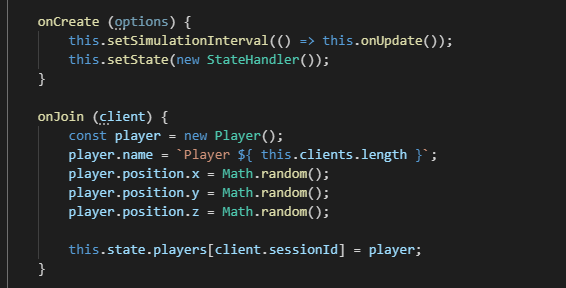 onCreate (options) {
    this.setSimulationInterval(() => this.onUpdate());
    this.setState(new StateHandler());
}

onJoin (client) {
    const player = new Player();
    player.name = `Player ${ this.clients.length }`;
    player.position.x = Math.random();
    player.position.y = Math.random();
    player.position.z = Math.random();

    this.state.players[client.sessionId] = player;
}